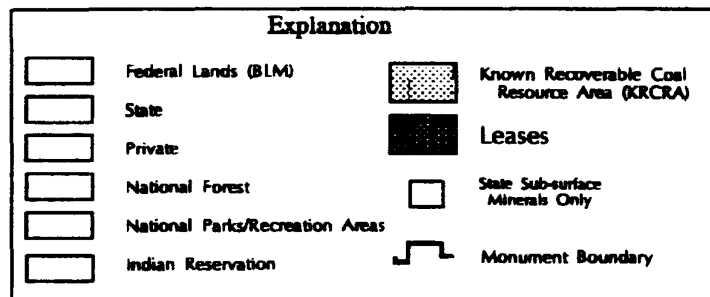 Explanation
Federal Lands (BLM)
State
Private
National Forest
National Parks/Recreation Areas
Indian Reservation
Known Recoverable Coal
Resource Area (KRCRA)
Leases
State Sub-surface
Minerals Only
Monument Boundary